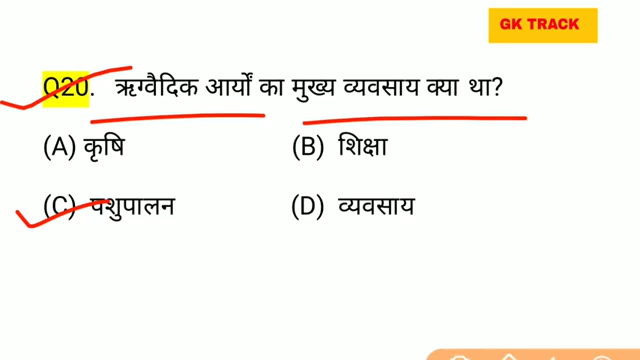 GK TRACK
Q20. ऋग्वैदिक आर्यों का मुख्य व्यवसाय क्या था?
(A) कृषि (B) शिक्षा
(C) पशुपालन (D) व्यवसाय